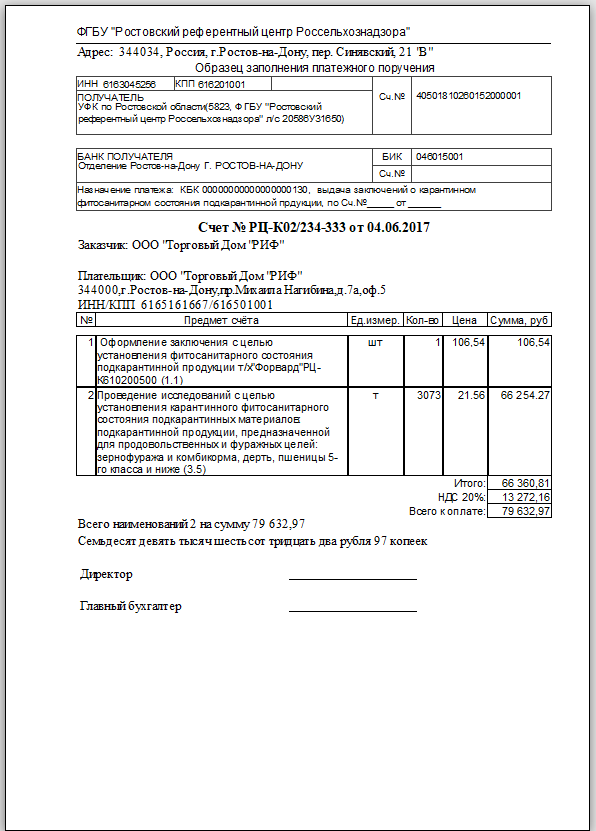 ФГБУ "Ростовский референтный центр Россельхознадзора"
Адрес: 344034, Россия, г.Ростов-на-Дону, пер. Синявский, 21 "В"
Образец заполнения платежного поручения
ИНН 6163045256 КПП 616201001
ПОЛУЧАТЕЛЬ
УФК по Ростовской области(5823, ФГБУ "Ростовский
референтный центр Россельхознадзора" л/с 20586У31650)
Сч.№ 40501810260152000001
БАНК ПОЛУЧАТЕЛЯ БИК 046015001
Отделение Ростов-на-Дону Г. РОСТОВ-НА-ДОНУ
Сч.№
Назначение платежа: КБК 00000000000000000130, выдача заключений о карантинном
фитосанитарном состояния подкарантинной прдукции, по Сч.№_____ от ______
Счет № РЦ-К02/234-333 от 04.06.2017
Заказчик: ООО "Торговый Дом "РИФ"
Плательщик: ООО "Торговый Дом "РИФ"
344000,г.Ростов-на-Дону,пр.Михаила Нагибина,д.7а,оф.5
ИНН/КПП 6165161667/616501001
№ Предмет счёта Ед.измер. Кол-во Цена Сумма, руб
1 Оформление заключения с целью шт 1 106,54 106,54
установления фитосанитарного состояния
подкарантинной продукции т/х"Форвард"РЦ-
К610200500 (1.1)
2 Проведение исследований с целью т 3073 21.56 66 254.27
установления карантинного фитосанитарного
состояния подкарантинных материалов:
подкарантинной продукции, предназначенной
для продовольственных и фуражных целей:
зернофуража и комбикорма, дерть, пшеницы 5-
го класса и ниже (3.5)
Итого: 66 360,81
НДС 20%: 13 272,16
Всего к оплате: 79 632,97
Всего наименований 2 на сумму 79 632,97
Семьдесят девять тысяч шестьсот тридцать два рубля 97 копеек
Директор
Главный бухгалтер